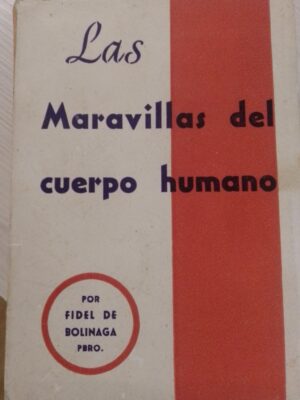 Las
Maravillas del
cuerpo humano
POR
FIDEL DE
BOLINAGA
PBRO.